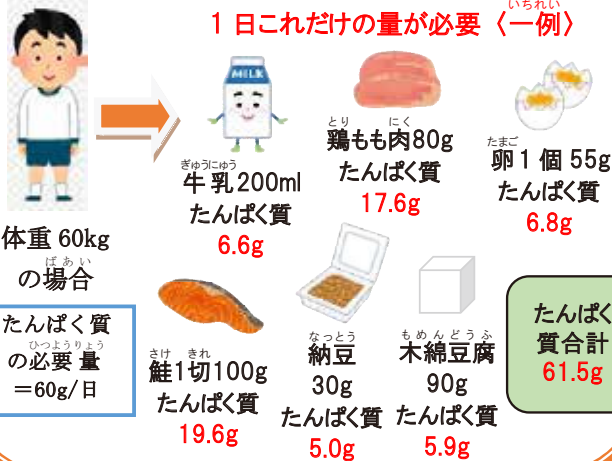 1日これだけの量が必要〈一例〉
いちれい
MILK
ぎゅうにゅう
牛乳200ml
たんぱく質
6.6g
とり にく
鶏もも肉80g
たんぱく質
17.6g
たまご
卵1個 55g
たんぱく質
6.8g
体重 60kg
ばあい
の場合
たんぱく質
ひつようりょう
の必要量
＝60g/日
さけ きれ
鮭1切100g
たんぱく質
19.6g
なっとう
納豆
30g
たんぱく質
5.0g
もめんどうふ
木綿豆腐
90g
たんぱく質
5.9g
たんぱく
質合計
61.5g